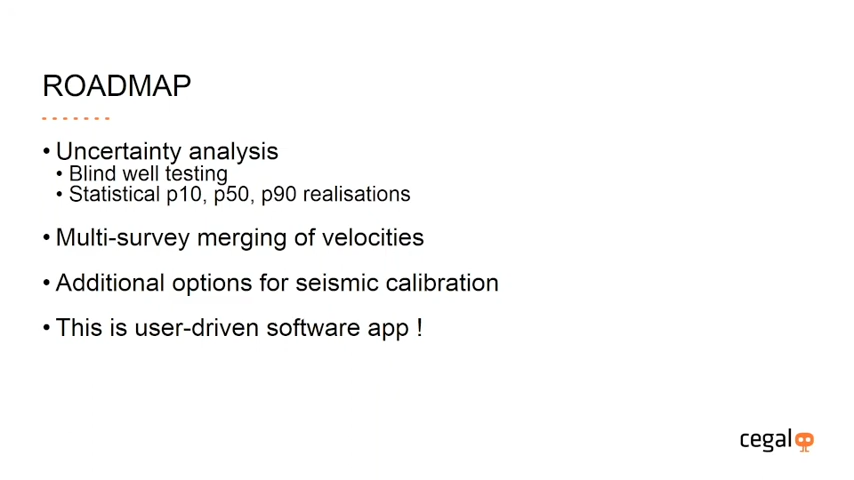 ROADMAP
• Uncertainty analysis
• Blind well testing
• Statistical p10, p50, p90 realisations
• Multi-survey merging of velocities
• Additional options for seismic calibration
• This is user-driven software app !
cegal